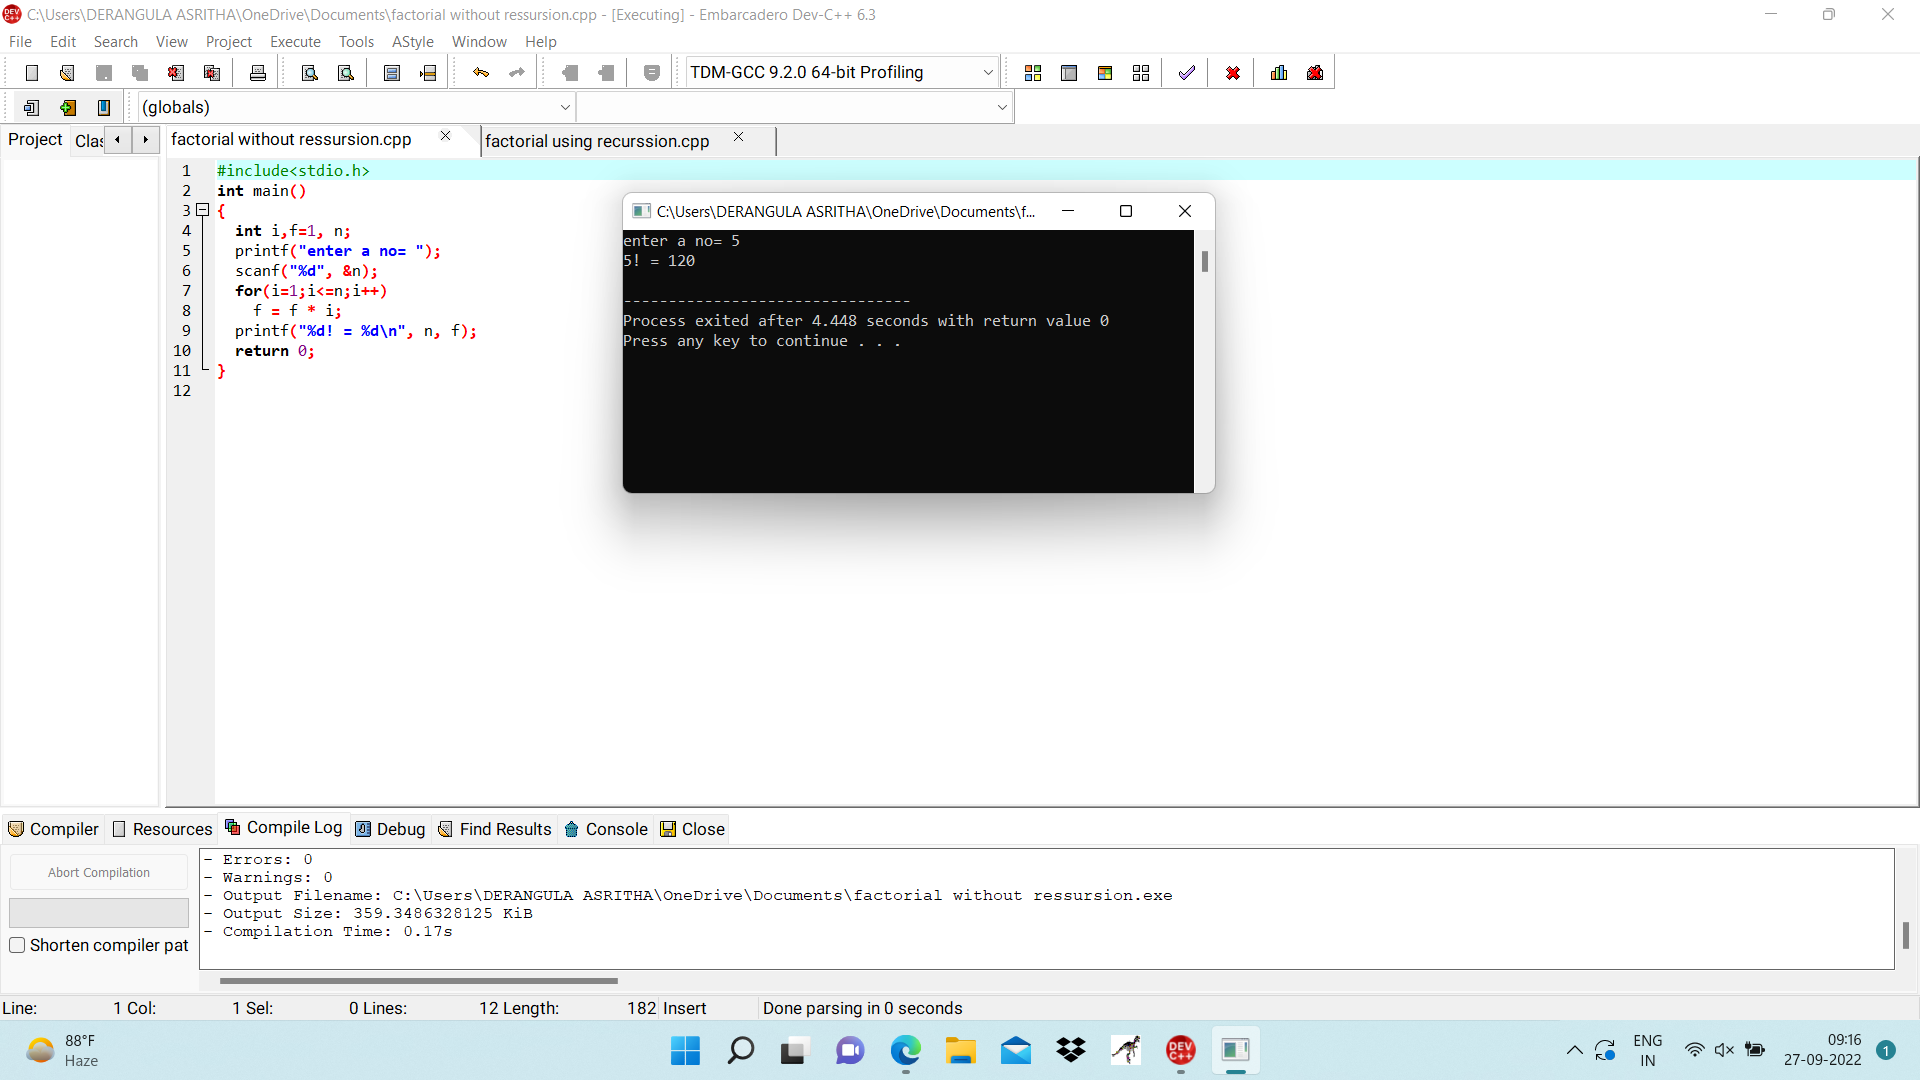 C:\Users\DERANGULA ASRITHA\OneDrive\Documents\factorial without ressursion.cpp - [Executing] - Embarcadero Dev-C++ 6.3
File Edit Search View Project Execute Tools AStyle Window Help
TDM-GCC 9.2.0 64-bit Profiling
(globals)
Project Clas factorial without ressursion.cpp factorial using recurssion.cpp
1 #include<stdio.h>
2 int main()
3 {
4 int i,f=1, n;
5 printf("enter a no= ");
6 scanf("%d", &n);
7 for(i=1;i<=n;i++)
8 f = f * i;
9 printf("%d! = %d\n", n, f);
10 return 0;
11 }
12
C:\Users\DERANGULA ASRITHA\OneDrive\Documents\f...
enter a no= 5
5! = 120
--------------------------------
Process exited after 4.448 seconds with return value 0
Press any key to continue . . .
Compiler Resources Compile Log Debug Find Results Console Close
Abort Compilation
Shorten compiler pat
- Errors: 0
- Warnings: 0
- Output Filename: C:\Users\DERANGULA ASRITHA\OneDrive\Documents\factorial without ressursion.exe
- Output Size: 359.3486328125 KiB
- Compilation Time: 0.17s
Line: 1 Col: 1 Sel: 0 Lines: 12 Length: 182 Insert Done parsing in 0 seconds
88°F
Haze
DEV
C++
ENG
IN
09:16
27-09-2022
1